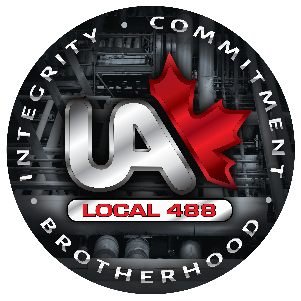 INTEGRITY · COMMITMENT
UA
LOCAL 488
· BROTHERHOOD ·